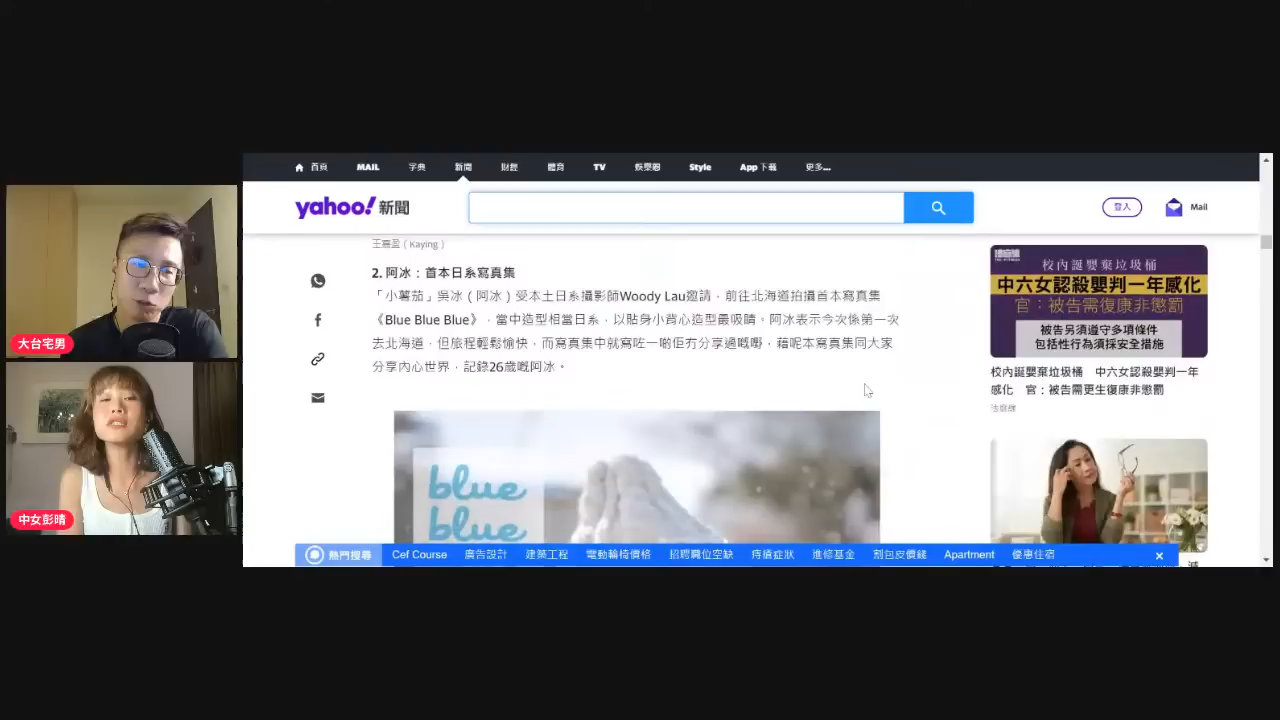 首頁 MAIL 字典 新聞 財經 體育 TV 娛樂圈 Style App下載 更多...
yahoo! 新聞
登入 Mail
王嘉盈 ( Kaying )
2. 阿冰：首本日系寫真集
「小薯茄」吳冰 ( 阿冰 ) 受本土日系攝影師Woody Lau邀請，前往北海道拍攝首本寫真集
《Blue Blue Blue》，當中造型相當日系，以貼身小背心造型最吸睛。阿冰表示今次係第一次
去北海道，但旅程輕鬆愉快，而寫真集中就寫咗一啲佢冇分享過嘅嘢，藉呢本寫真集同大家
分享內心世界，記錄26歲嘅阿冰。
blue
blue
校內誕嬰棄垃圾桶
中六女認殺嬰判一年感化
官：被告需復康非懲罰
被告另須遵守多項條件
包括性行為須採安全措施
校內誕嬰棄垃圾桶　中六女認殺嬰判一年
感化　官：被告需更生復康非懲罰
大台宅男
中女彭晴
熱門搜尋 Cef Course 廣告設計 建築工程 電動輪椅價格 招聘職位空缺 痔瘡症狀 進修基金 割包皮價錢 Apartment 優惠住宿